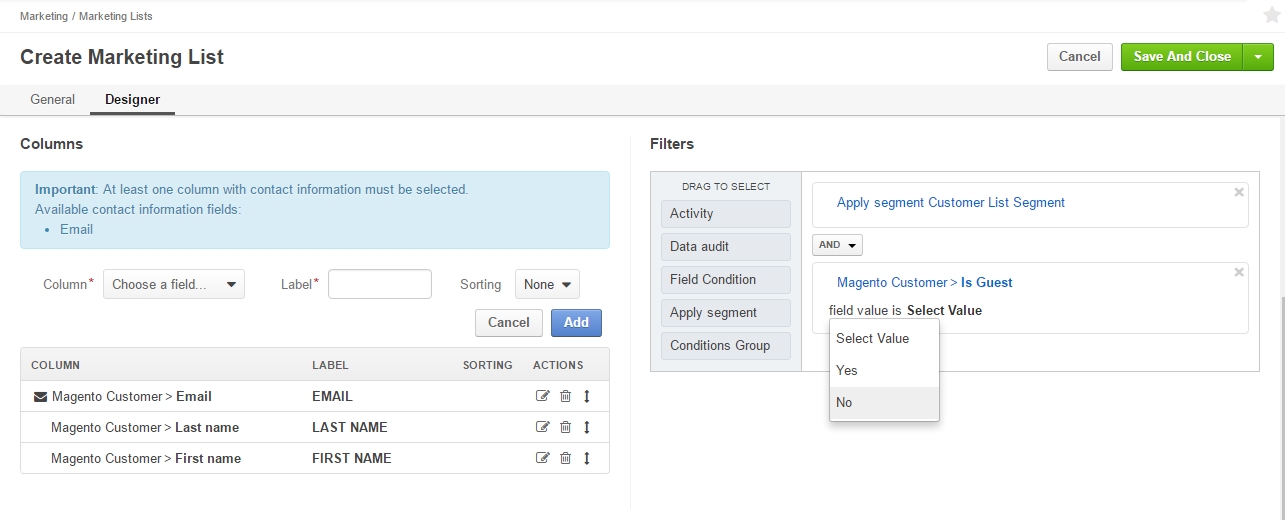 Marketing / Marketing Lists
Create Marketing List
Cancel
Save And Close
General
Designer
Columns
Important: At least one column with contact information must be selected.
Available contact information fields:
• Email
Column* Choose a field... Label* Sorting None
Cancel Add
COLUMN LABEL SORTING ACTIONS
Magento Customer > Email EMAIL
Magento Customer > Last name LAST NAME
Magento Customer > First name FIRST NAME
Filters
DRAG TO SELECT
Activity
Data audit
Field Condition
Apply segment
Conditions Group
Apply segment Customer List Segment
AND
Magento Customer > Is Guest
field value is Select Value
Select Value
Yes
No